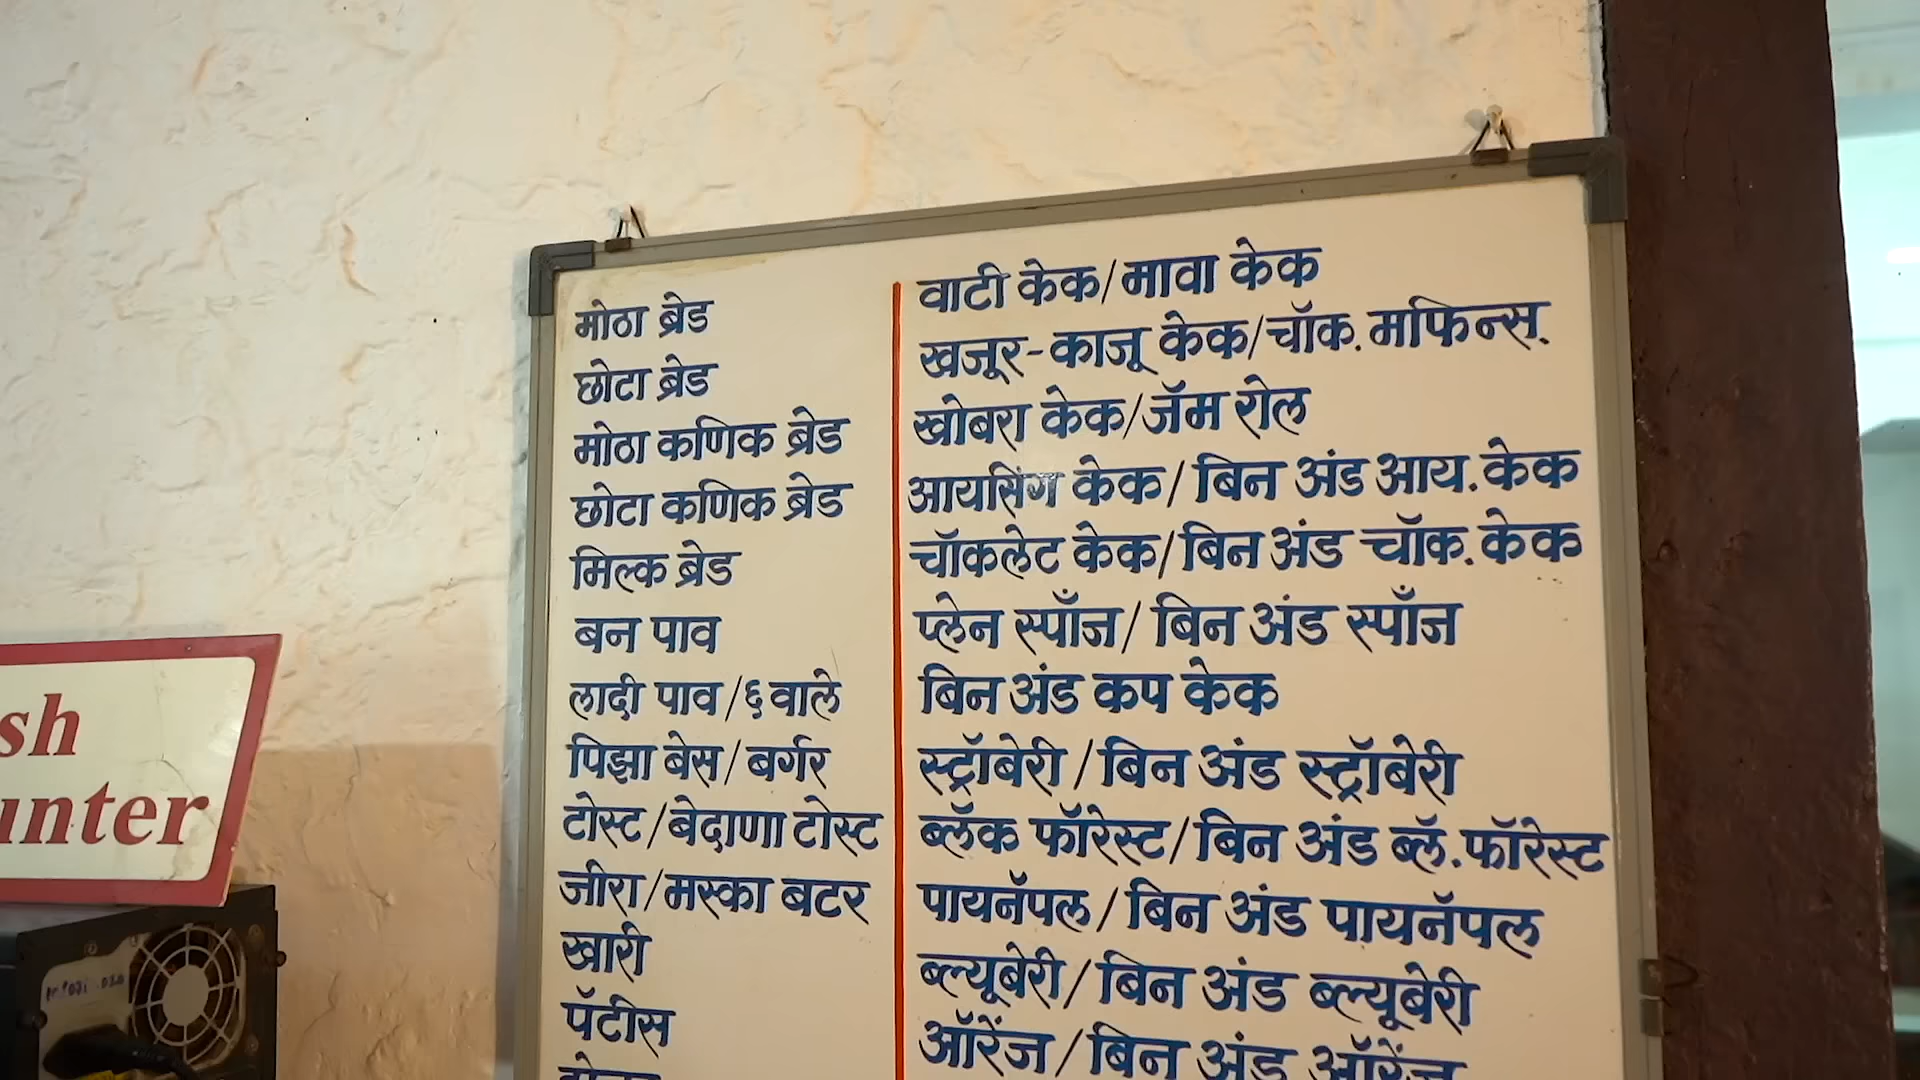 मोठा ब्रेड
छोटा ब्रेड
मोठा कणिक ब्रेड
छोटा कणिक ब्रेड
मिल्क ब्रेड
बन पाव
लादी पाव/६वाले
पिझा बेस/बर्गर
टोस्ट/बेदाणा टोस्ट
जीरा/मस्का बटर
खारी
पॅटीस
वाटी केक/मावा केक
खजूर-काजू केक/चॉक. मफिन्स.
खोबरा केक/जॅम रोल
आयसिंग केक/बिन अंड आय. केक
चॉकलेट केक/बिन अंड चॉक. केक
प्लेन स्पाँज/बिन अंड स्पाँज
बिन अंड कप केक
स्ट्रॉबेरी/बिन अंड स्ट्रॉबेरी
ब्लॅक फॉरेस्ट/बिन अंड ब्लॅ. फॉरेस्ट
पायनॅपल/बिन अंड पायनॅपल
ब्ल्यूबेरी/बिन अंड ब्ल्यूबेरी
ऑरेंज/बिन अंड ऑरेंज
sh
unter